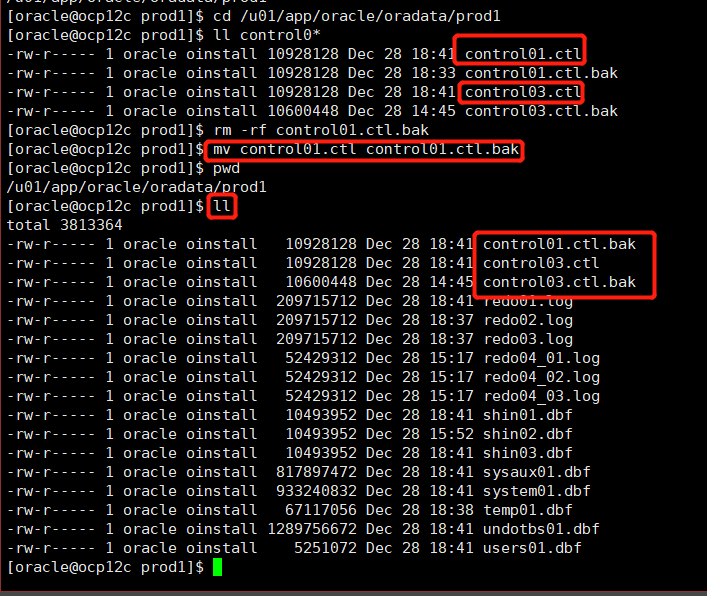 [oracle@ocp12c prod1]$ cd /u01/app/oracle/oradata/prod1
[oracle@ocp12c prod1]$ ll control0*
-rw-r----- 1 oracle oinstall 10928128 Dec 28 18:41 control01.ctl
-rw-r----- 1 oracle oinstall 10928128 Dec 28 18:33 control01.ctl.bak
-rw-r----- 1 oracle oinstall 10928128 Dec 28 18:41 control03.ctl
-rw-r----- 1 oracle oinstall 10600448 Dec 28 14:45 control03.ctl.bak
[oracle@ocp12c prod1]$ rm -rf control01.ctl.bak
[oracle@ocp12c prod1]$ mv control01.ctl control01.ctl.bak
[oracle@ocp12c prod1]$ pwd
/u01/app/oracle/oradata/prod1
[oracle@ocp12c prod1]$ ll
total 3813364
-rw-r----- 1 oracle oinstall   10928128 Dec 28 18:41 control01.ctl.bak
-rw-r----- 1 oracle oinstall   10928128 Dec 28 18:41 control03.ctl
-rw-r----- 1 oracle oinstall   10600448 Dec 28 14:45 control03.ctl.bak
-rw-r----- 1 oracle oinstall  209715712 Dec 28 18:41 redo01.log
-rw-r----- 1 oracle oinstall  209715712 Dec 28 18:37 redo02.log
-rw-r----- 1 oracle oinstall  209715712 Dec 28 18:37 redo03.log
-rw-r----- 1 oracle oinstall   52429312 Dec 28 15:17 redo04_01.log
-rw-r----- 1 oracle oinstall   52429312 Dec 28 15:17 redo04_02.log
-rw-r----- 1 oracle oinstall   52429312 Dec 28 15:17 redo04_03.log
-rw-r----- 1 oracle oinstall   10493952 Dec 28 18:41 shin01.dbf
-rw-r----- 1 oracle oinstall   10493952 Dec 28 15:52 shin02.dbf
-rw-r----- 1 oracle oinstall   10493952 Dec 28 18:41 shin03.dbf
-rw-r----- 1 oracle oinstall  817897472 Dec 28 18:41 sysaux01.dbf
-rw-r----- 1 oracle oinstall  933240832 Dec 28 18:41 system01.dbf
-rw-r----- 1 oracle oinstall   67117056 Dec 28 18:38 temp01.dbf
-rw-r----- 1 oracle oinstall 1289756672 Dec 28 18:41 undotbs01.dbf
-rw-r----- 1 oracle oinstall    5251072 Dec 28 18:41 users01.dbf
[oracle@ocp12c prod1]$